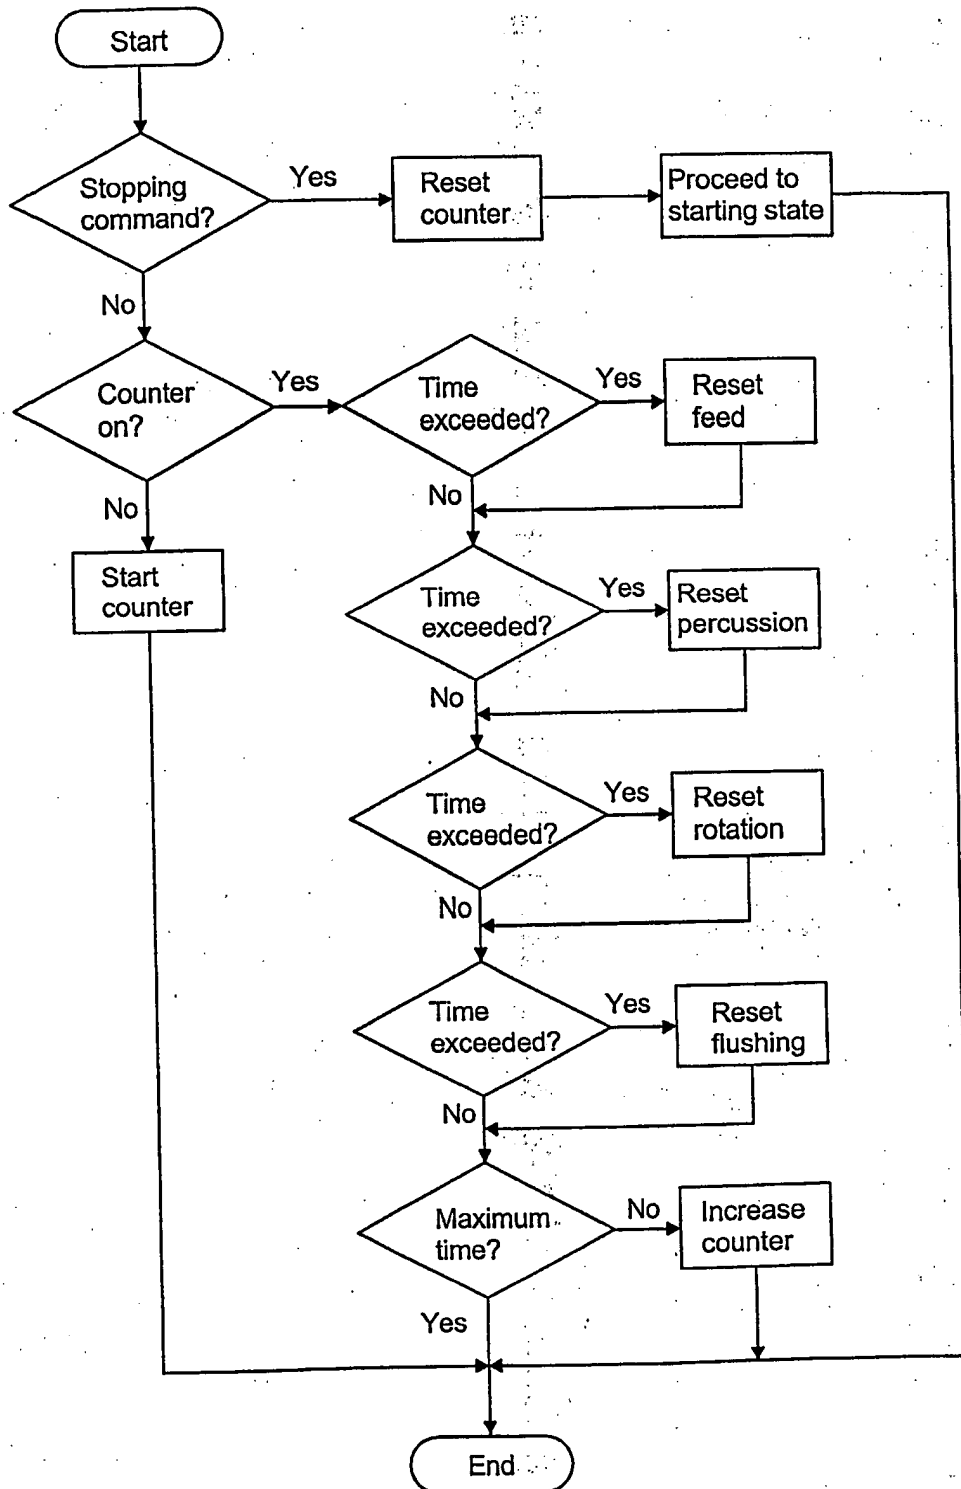 Start
Stopping
command?
Yes
Reset
counter
Proceed to
starting state
No
Counter
on?
Yes
Time
exceeded?
Yes
Reset
feed
No
No
Start
counter
Time
exceeded?
Yes
Reset
percussion
No
Time
exceeded?
Yes
Reset
rotation
No
Time
exceeded?
Yes
Reset
flushing
No
Maximum
time?
No
Increase
counter
Yes
End